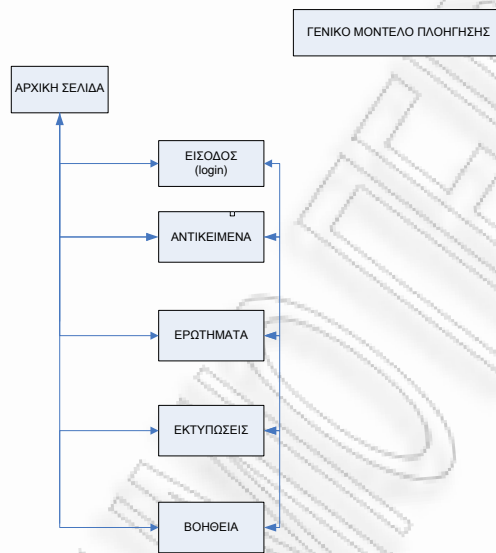 ΓΕΝΙΚΟ ΜΟΝΤΕΛΟ ΠΛΟΗΓΗΣΗΣ
ΑΡΧΙΚΗ ΣΕΛΙΔΑ
ΕΙΣΟΔΟΣ
(login)
ΑΝΤΙΚΕΙΜΕΝΑ
ΕΡΩΤΗΜΑΤΑ
ΕΚΤΥΠΩΣΕΙΣ
ΒΟΗΘΕΙΑ